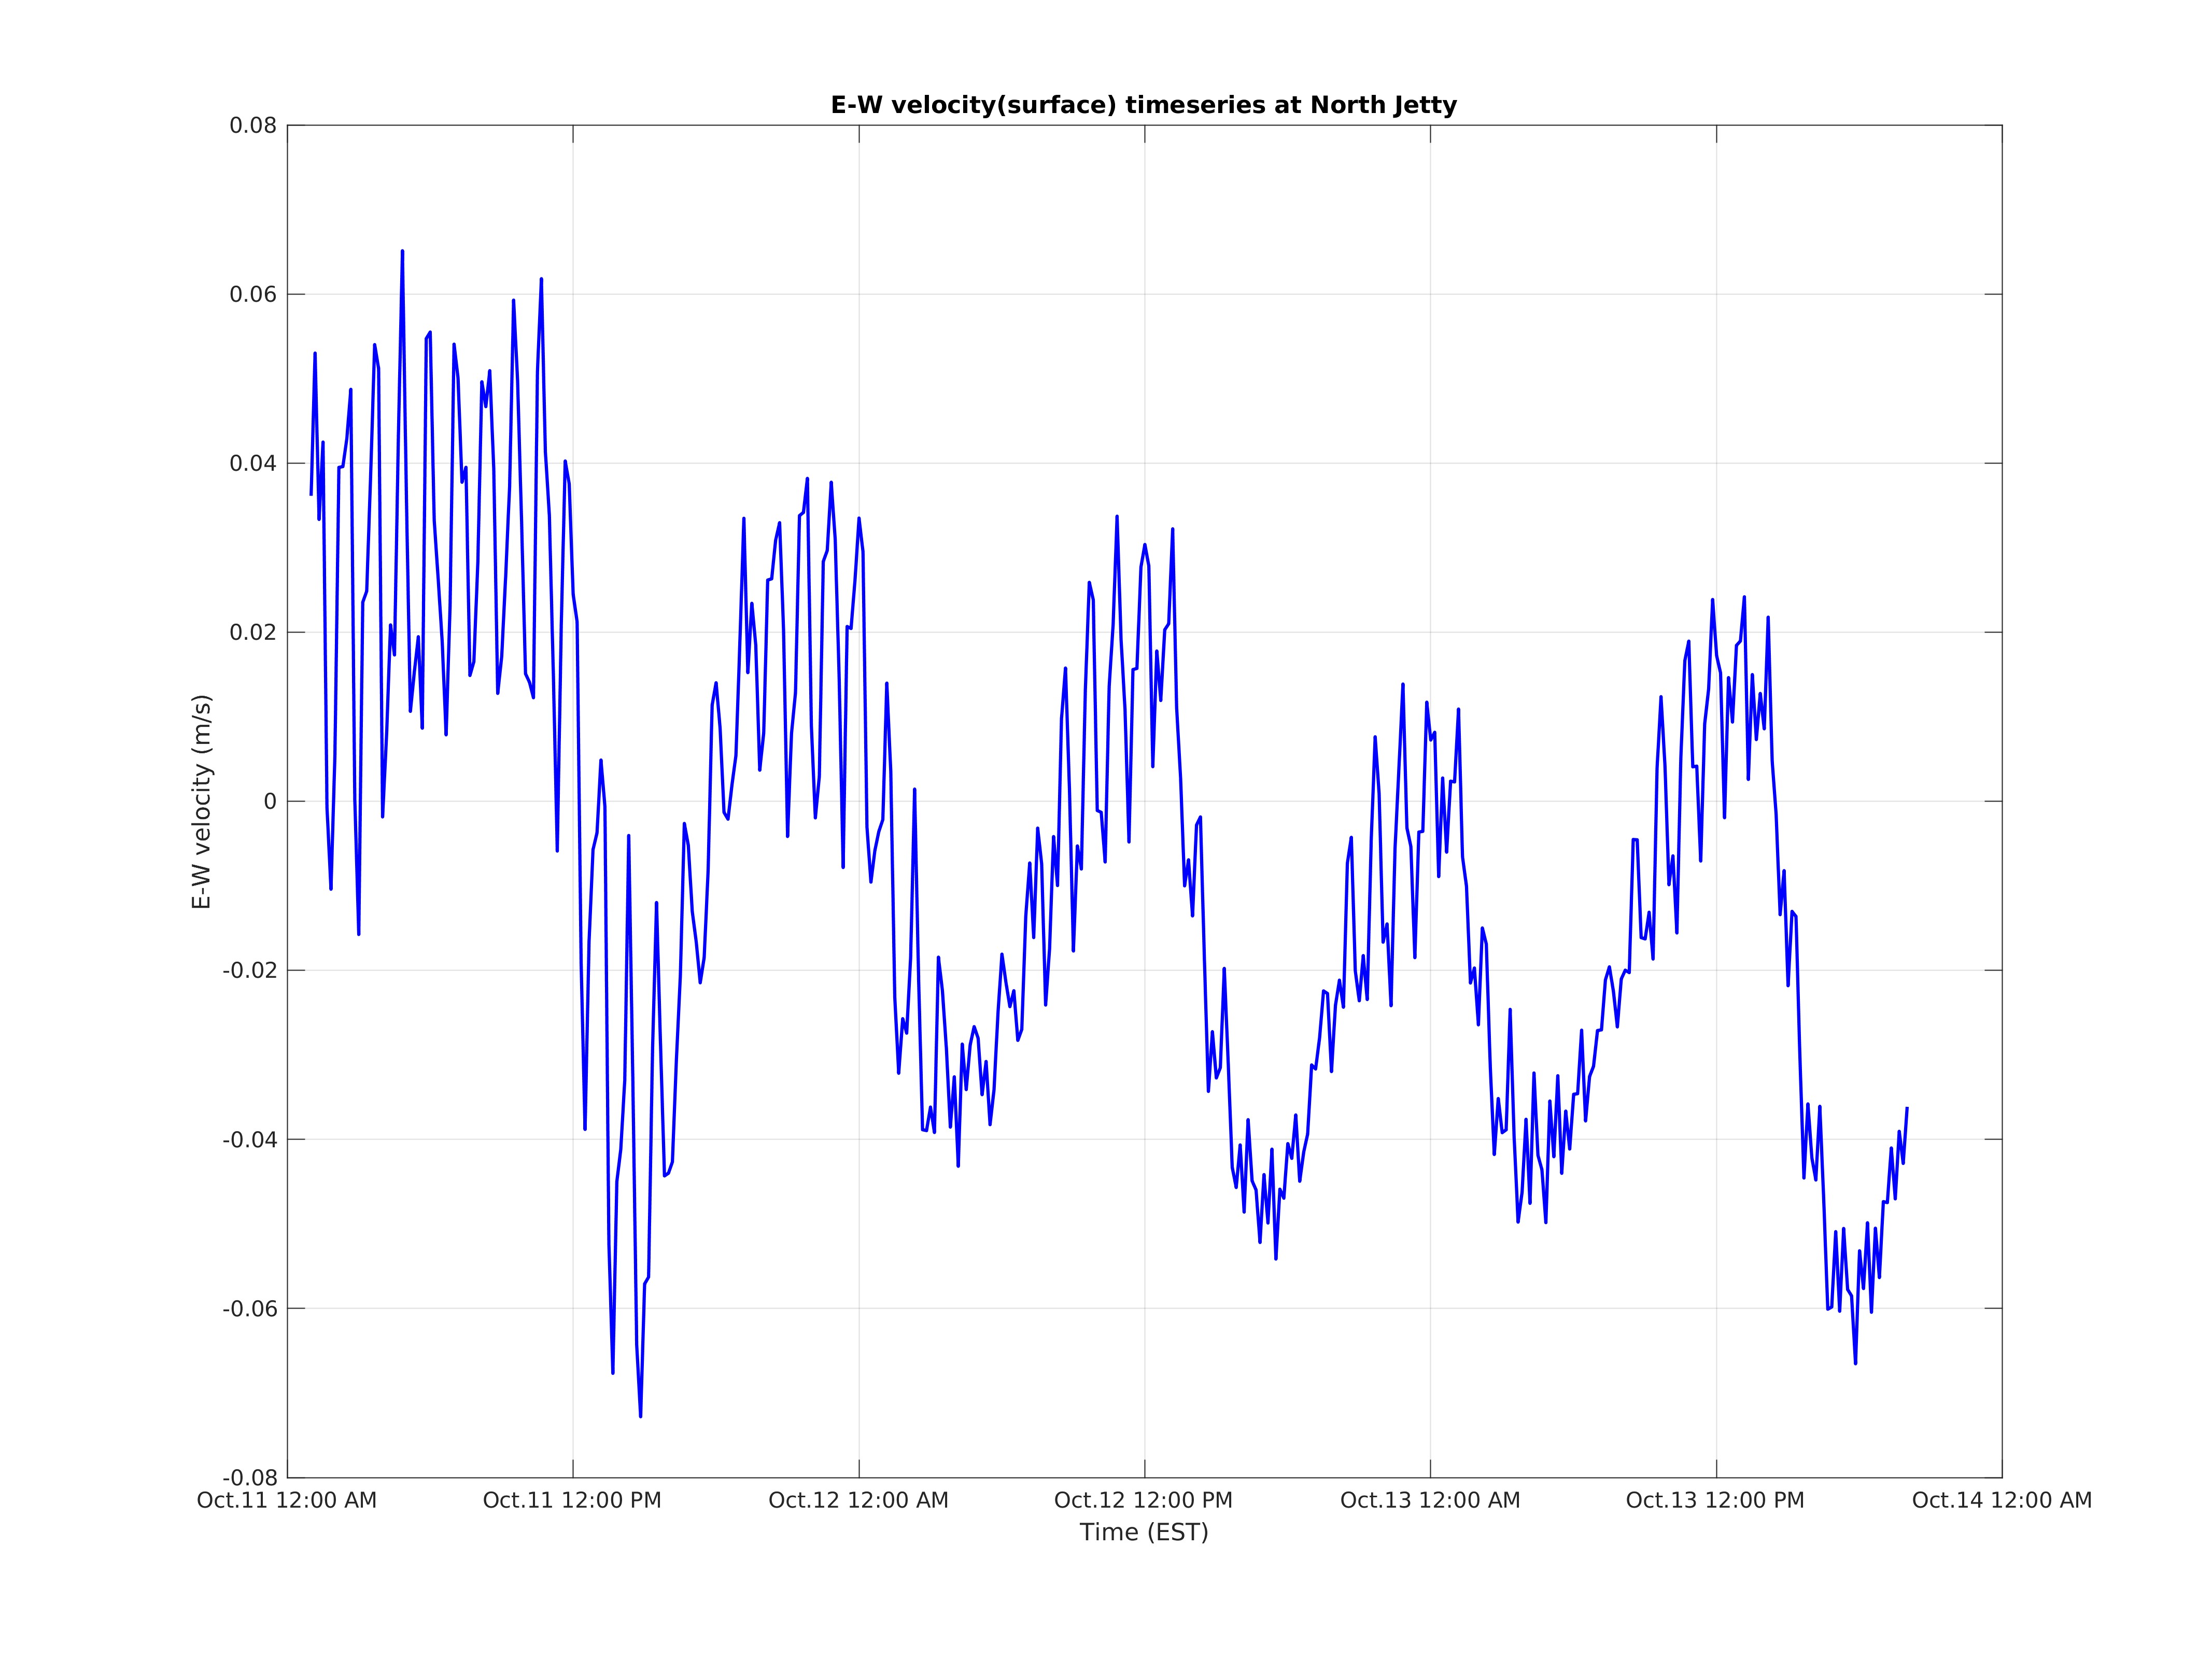 E-W velocity(surface) timeseries at North Jetty
0.08
0.06
0.04
0.02
0
-0.02
-0.04
-0.06
-0.08
E-W velocity (m/s)
Oct.11 12:00 AM
Oct.11 12:00 PM
Oct.12 12:00 AM
Oct.12 12:00 PM
Oct.13 12:00 AM
Oct.13 12:00 PM
Oct.14 12:00 AM
Time (EST)